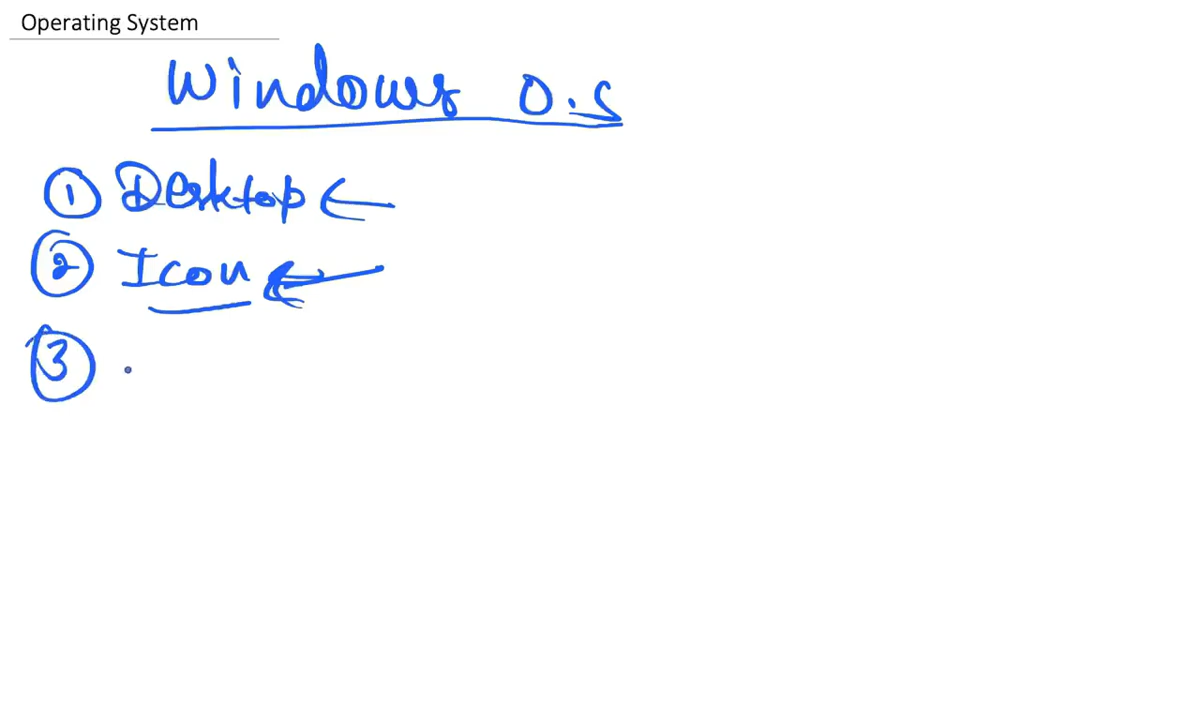 Operating System
Windows O.S
① Desktop ←
② Icon ←
③